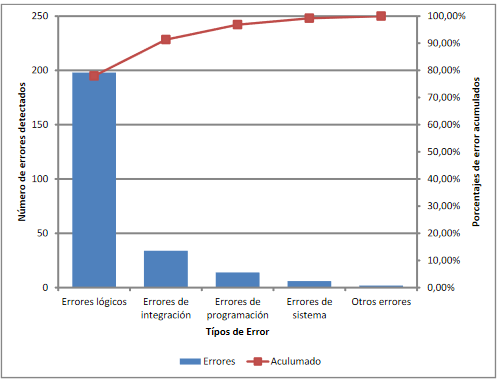 250
200
150
100
50
0
Número de errores detectados
100,00%
90,00%
80,00%
70,00%
60,00%
50,00%
40,00%
30,00%
20,00%
10,00%
0,00%
Porcentajes de error acumulados
Errores lógicos
Errores de
integración
Errores de
programación
Errores de
sistema
Otros errores
Típos de Error
Errores
Aculumado